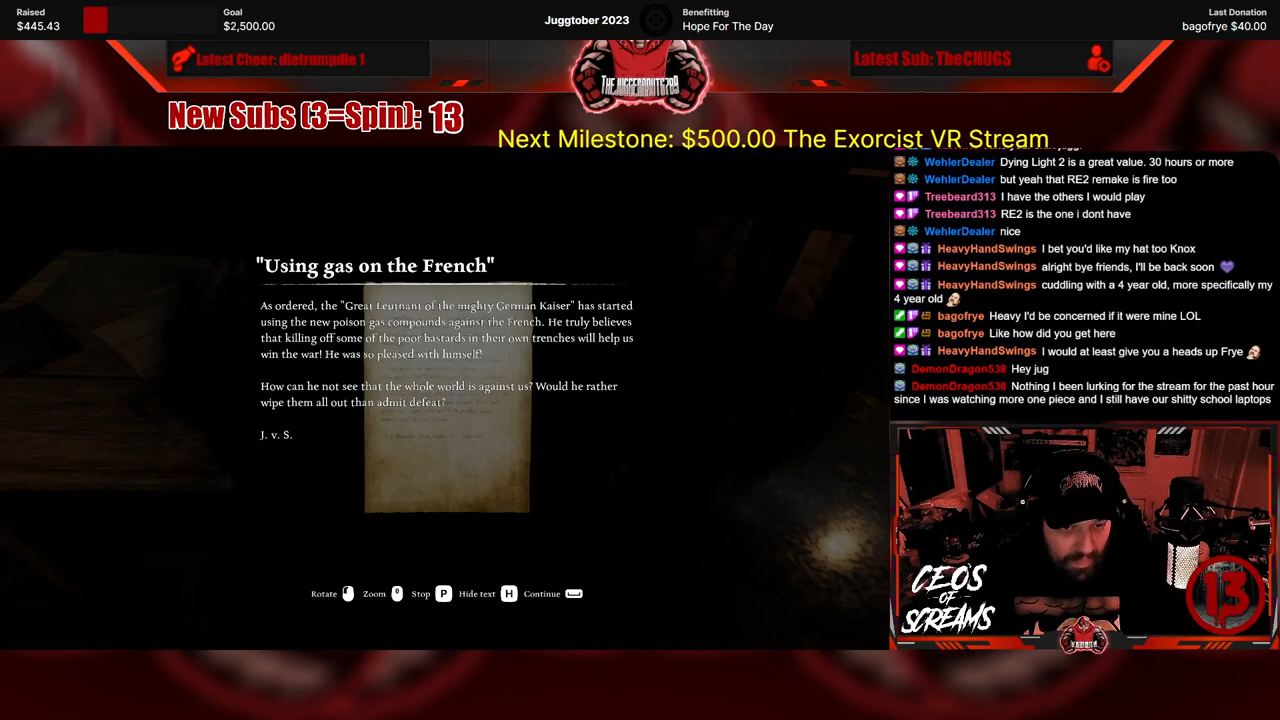 Raised
$445.43
Goal
$2,500.00
Juggtober 2023
Benefitting
Hope For The Day
Last Donation
bagofrye $40.00
Latest Cheer: dietrumpdie 1
THEJUGGERNAUT6789
Latest Sub: TheCHUGS
New Subs (3=Spin): 13
Next Milestone: $500.00 The Exorcist VR Stream
WehlerDealer Dying Light 2 is a great value. 30 hours or more
WehlerDealer but yeah that RE2 remake is fire too
Treebeard313 I have the others I would play
Treebeard313 RE2 is the one i dont have
WehlerDealer nice
HeavyHandSwings I bet you'd like my hat too Knox
HeavyHandSwings alright bye friends, I'll be back soon
HeavyHandSwings cuddling with a 4 year old, more specifically my
4 year old
bagofrye Heavy I'd be concerned if it were mine LOL
bagofrye Like how did you get here
HeavyHandSwings I would at least give you a heads up Frye
DemonDragon538 Hey jug
DemonDragon538 Nothing I been lurking for the stream for the past hour
since I was watching more one piece and I still have our shitty school laptops
"Using gas on the French"
As ordered, the "Great Leutnant of the mighty German Kaiser" has started
using the new poison gas compounds against the French. He truly believes
that killing off some of the poor bastards in their own trenches will help us
win the war! He was so pleased with himself!
How can he not see that the whole world is against us? Would he rather
wipe them all out than admit defeat?
J. v. S.
Rotate Zoom Stop P Hide text H Continue
CEO'S
OF
SCREAMS
13